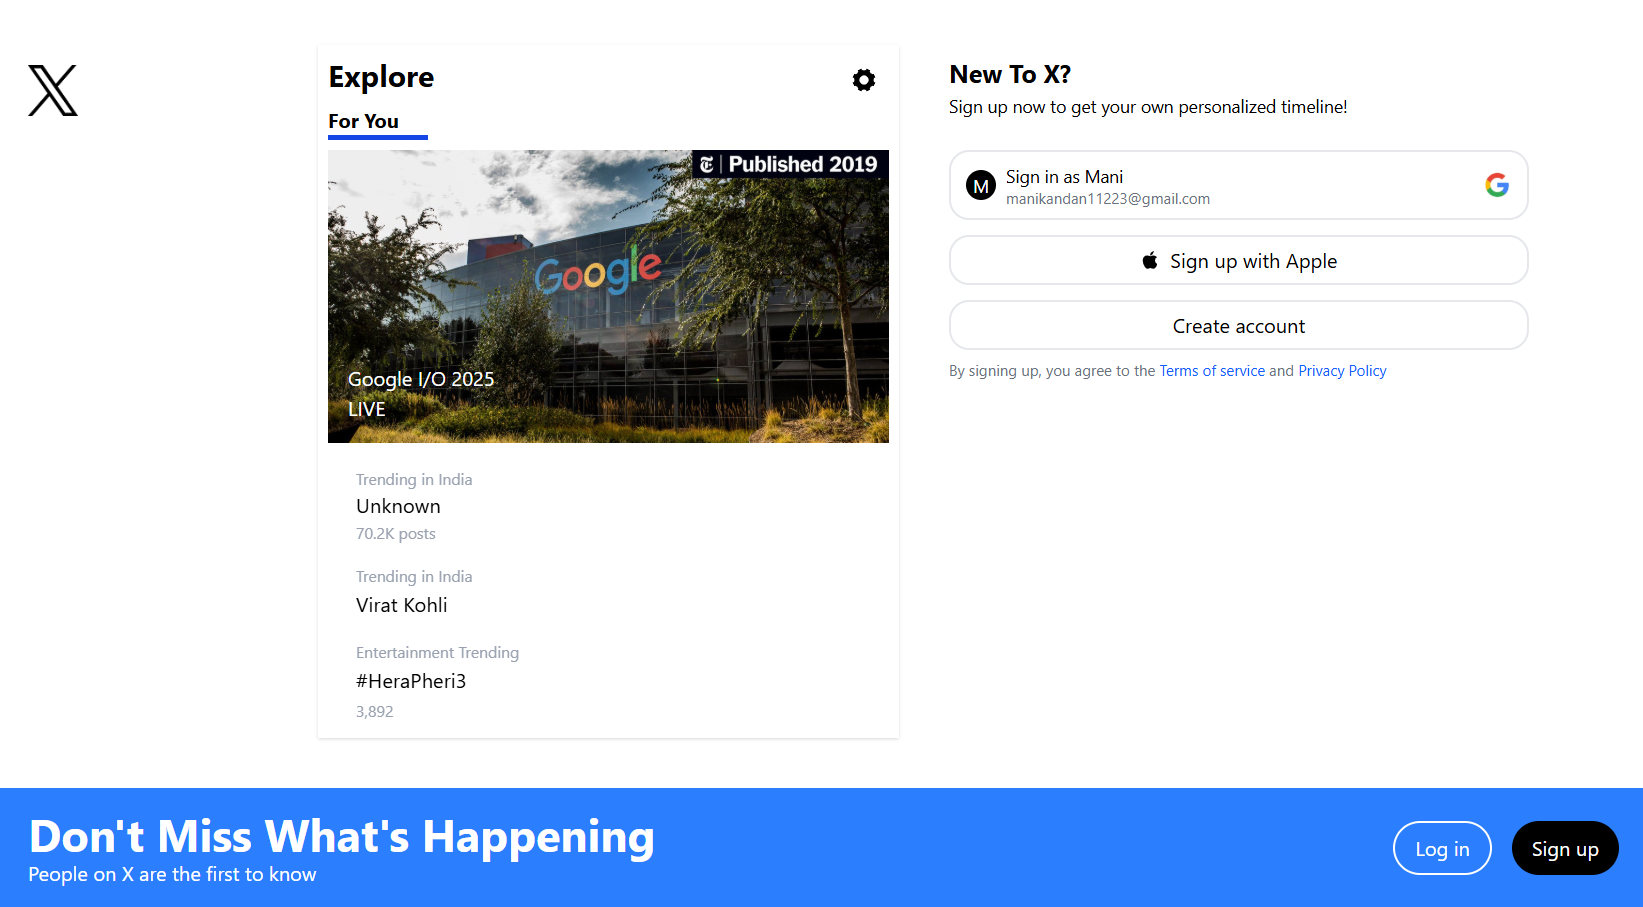 Explore
For You
Published 2019
Google
Google I/O 2025
LIVE
Trending in India
Unknown
70.2K posts
Trending in India
Virat Kohli
Entertainment Trending
#HeraPheri3
3,892
New To X?
Sign up now to get your own personalized timeline!
M
Sign in as Mani
manikandan11223@gmail.com
Sign up with Apple
Create account
By signing up, you agree to the Terms of service and Privacy Policy
Don't Miss What's Happening
People on X are the first to know
Log in
Sign up